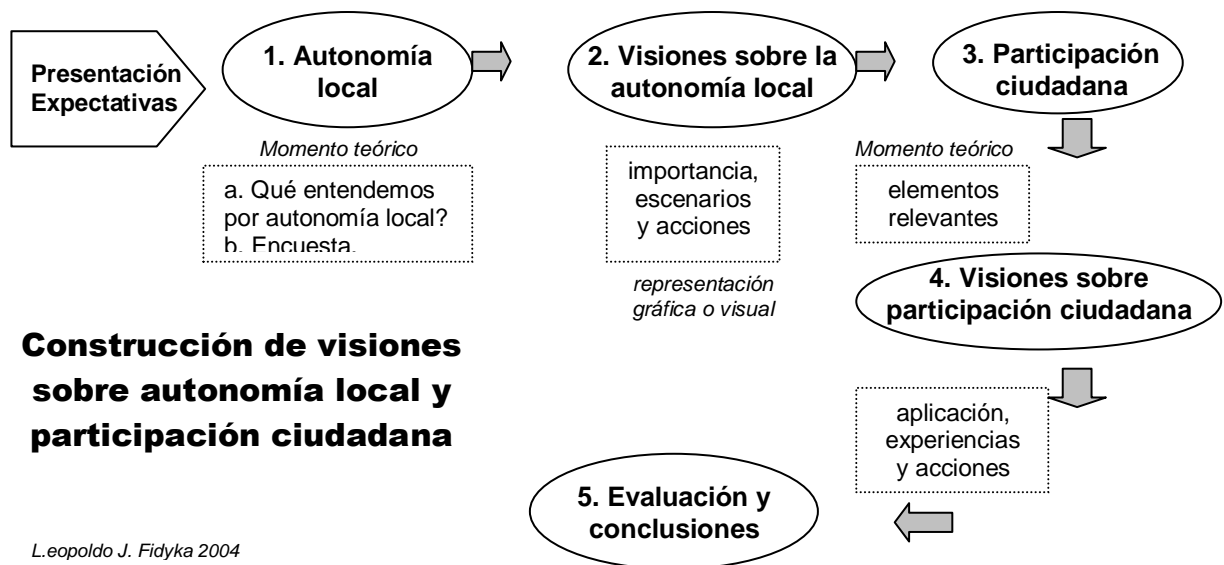 Presentación
Expectativas
1. Autonomía
local
Momento teórico
a. Qué entendemos
por autonomía local?
b. Encuesta.
2. Visiones sobre la
autonomía local
importancia,
escenarios
y acciones
representación
gráfica o visual
3. Participación
ciudadana
Momento teórico
elementos
relevantes
4. Visiones sobre
participación ciudadana
aplicación,
experiencias
y acciones
5. Evaluación y
conclusiones
Construcción de visiones
sobre autonomía local y
participación ciudadana
L.eopoldo J. Fidyka 2004